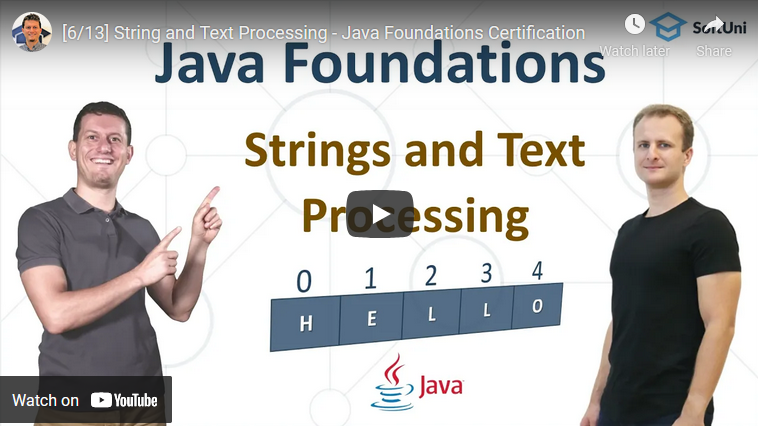 [6/13] String and Text Processing - Java Foundations Certification
SoftUni
Watch later
Share
Java Foundations
Strings and Text
Processing
0 1 2 3 4
H E L L O
Java
Watch on YouTube